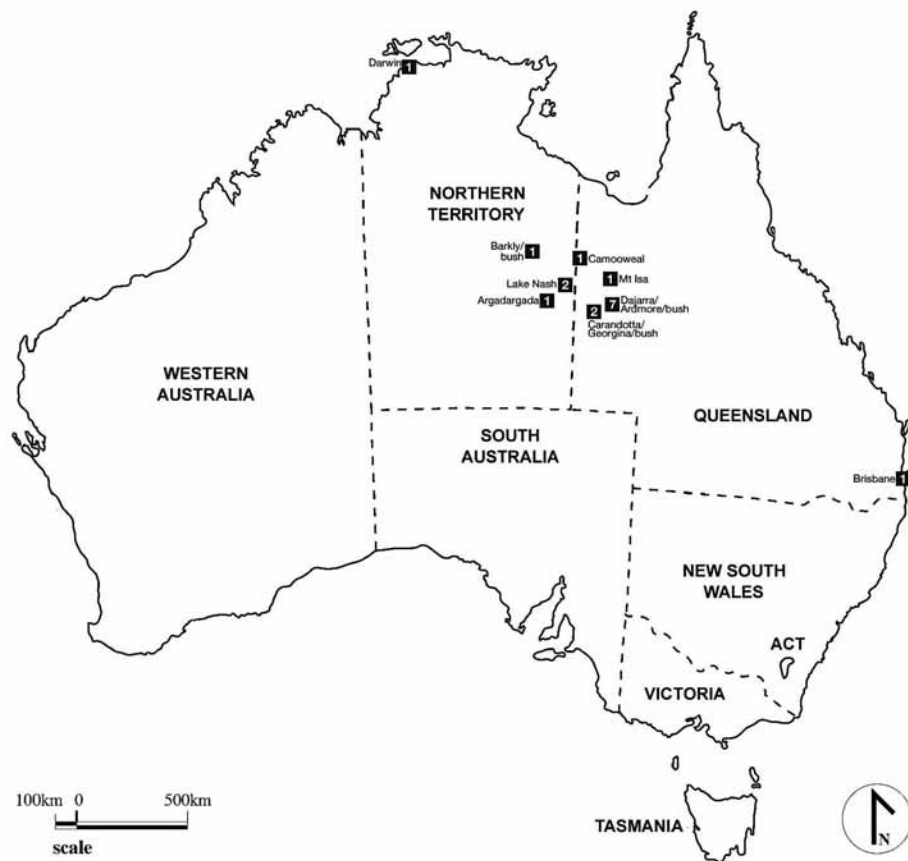 Darwin 1
NORTHERN
TERRITORY
Barkly/
bush 1
1 Camooweal
1 Mt Isa
Lake Nash 2
Argadargada 1
7 Dajarra/
Ardmore/bush
2
Carandotta/
Georgina/bush
WESTERN
AUSTRALIA
QUEENSLAND
SOUTH
AUSTRALIA
Brisbane 1
NEW SOUTH
WALES
ACT
VICTORIA
TASMANIA
100km 0 500km
scale
N